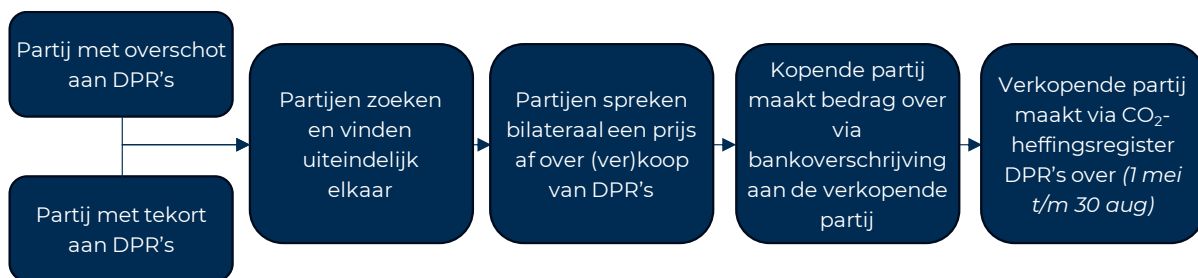 Partij met overschot
aan DPR's
Partij met tekort
aan DPR's
Partijen zoeken
en vinden
uiteindelijk
elkaar
Partijen spreken
bilateraal een prijs
af over (ver)koop
van DPR's
Kopende partij
maakt bedrag over
via
bankoverschrijving
aan de verkopende
partij
Verkopende partij
maakt via CO₂-
heffingsregister
DPR's over (1 mei
t/m 30 aug)